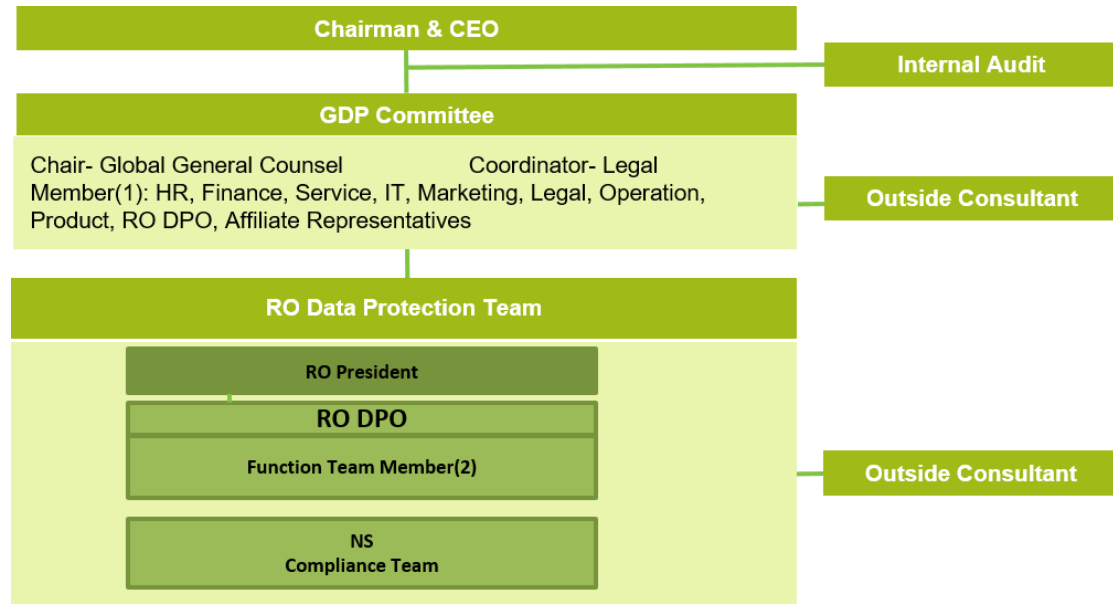 Chairman & CEO
Internal Audit
GDP Committee
Chair- Global General Counsel Coordinator- Legal
Member(1): HR, Finance, Service, IT, Marketing, Legal, Operation,
Product, RO DPO, Affiliate Representatives
Outside Consultant
RO Data Protection Team
RO President
RO DPO
Function Team Member(2)
Outside Consultant
NS
Compliance Team